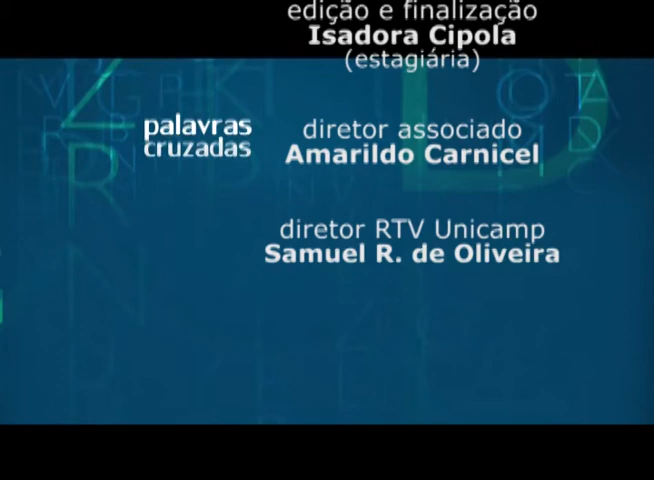 edição e finalização
Isadora Cipola
(estagiária)
palavras
cruzadas
diretor associado
Amarildo Carnicel
diretor RTV Unicamp
Samuel R. de Oliveira